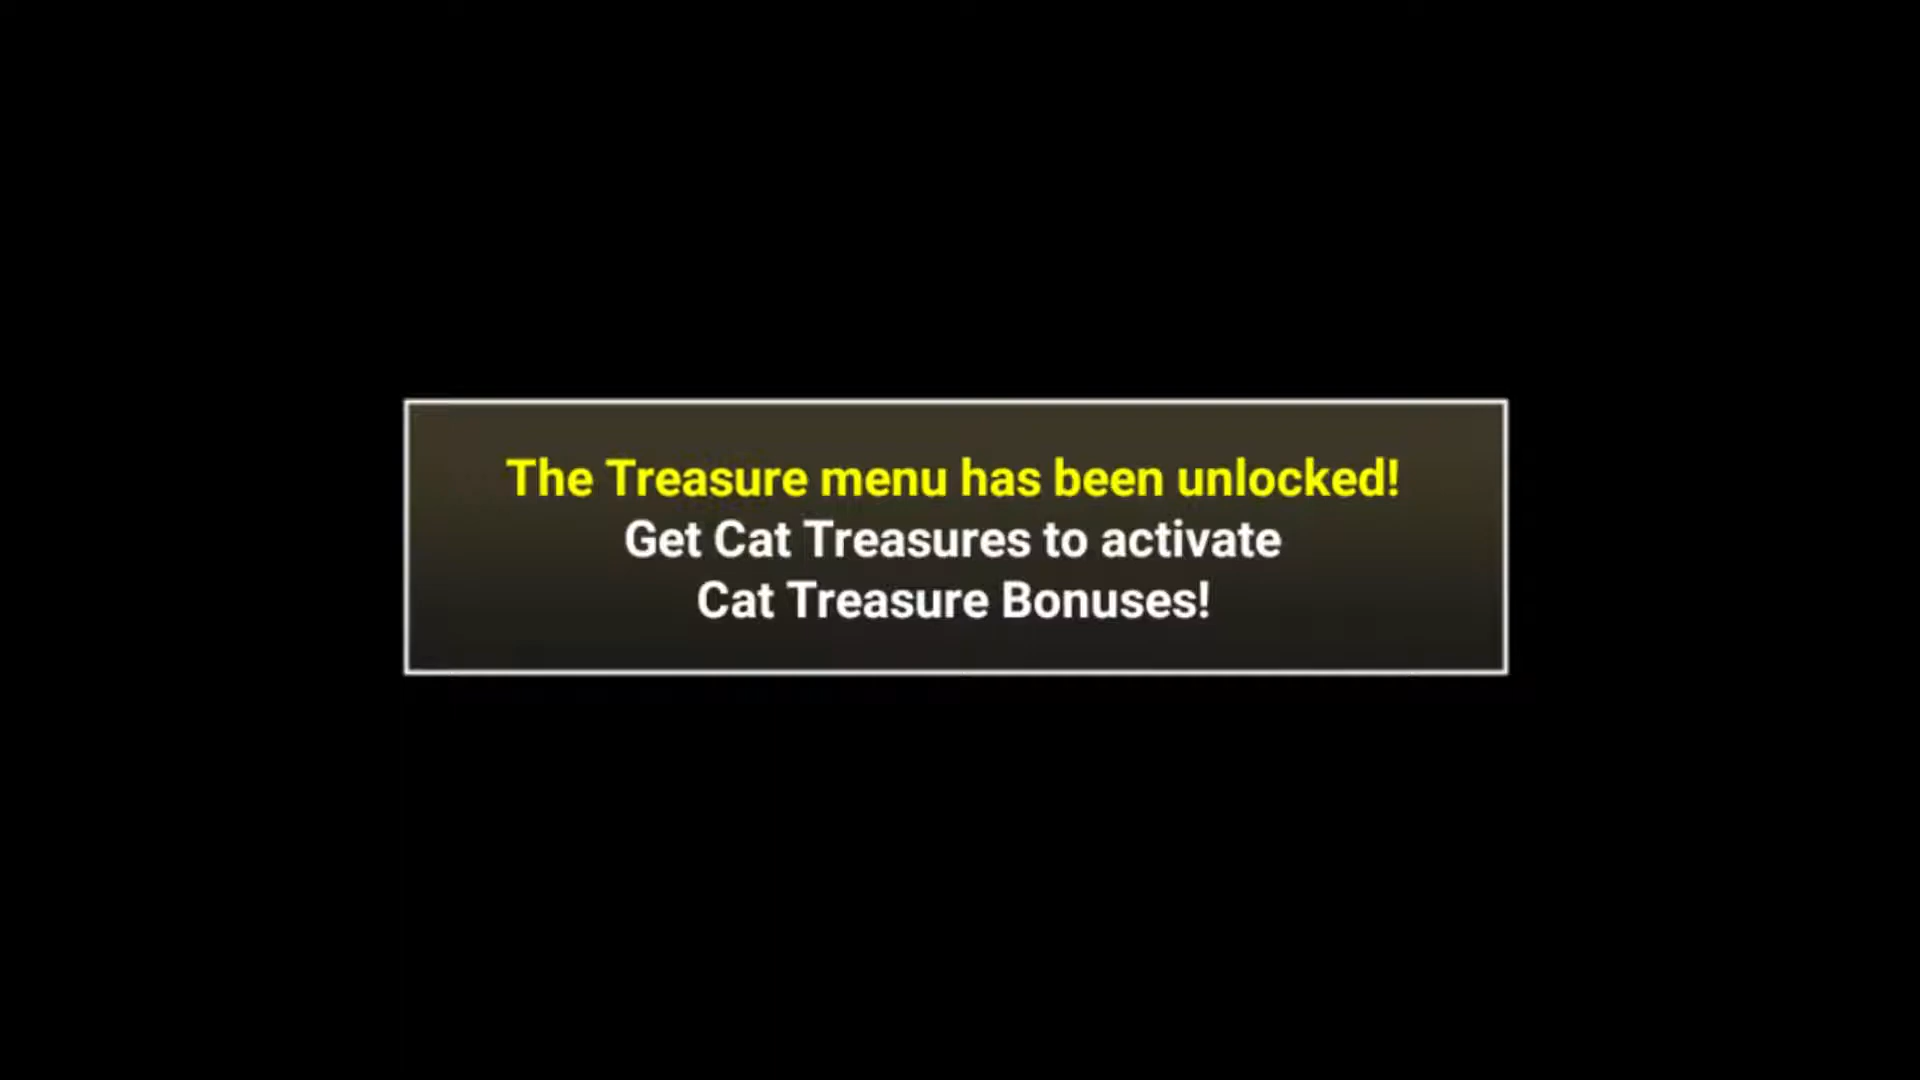 The Treasure menu has been unlocked!
Get Cat Treasures to activate
Cat Treasure Bonuses!